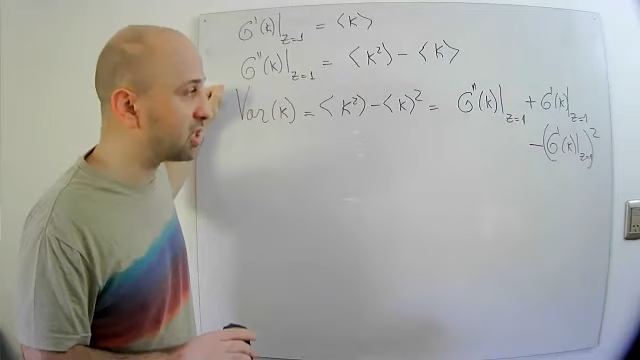 G'(k)|z=1 = <k>
G''(k)|z=1 = <k²> - <k>
Var(k) = <k²> - <k>² = G''(k)|z=1 + G'(k)|z=1
- (G'(k)|z=1)²